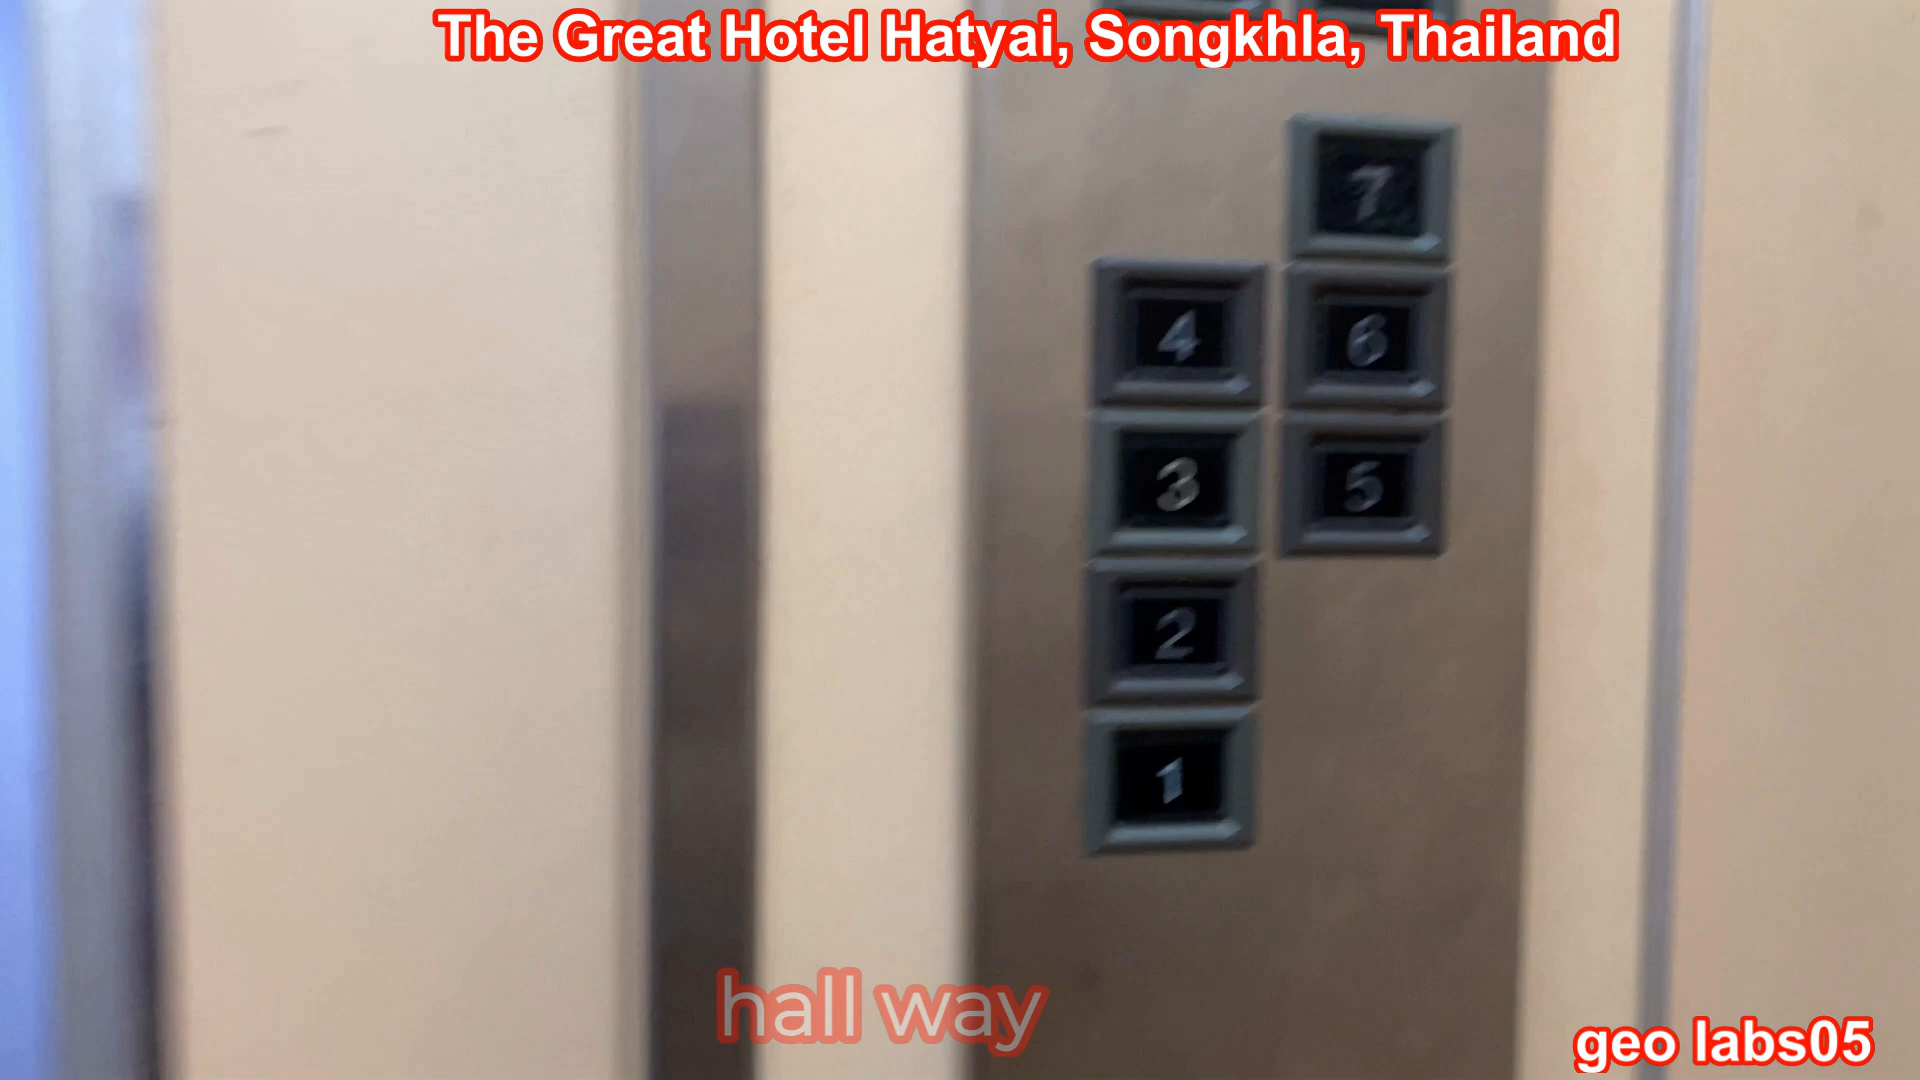 The Great Hotel Hatyai, Songkhla, Thailand
7
4 6
3 5
2
1
hall way
geo labs05